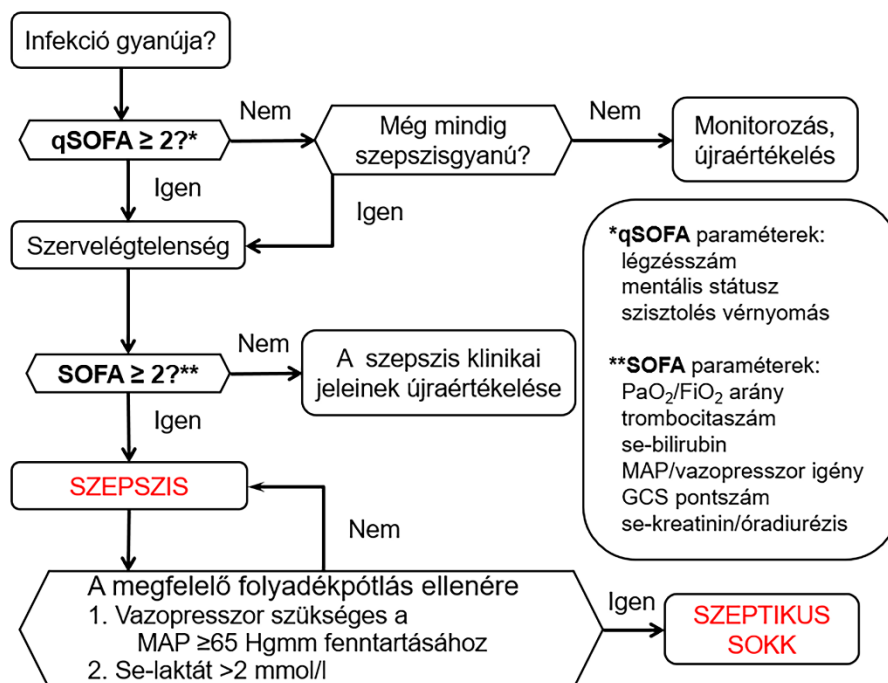 Infekció gyanúja?
Nem
Nem
qSOFA ≥ 2?*
Még mindig
szepszisgyanú?
Monitorozás,
újraértékelés
Igen
Igen
Szervelégtelenség
*qSOFA paraméterek:
légzésszám
mentális státusz
szisztolés vérnyomás
Nem
SOFA ≥ 2?**
A szepszis klinikai
jeleinek újraértékelése
**SOFA paraméterek:
PaO₂/FiO₂ arány
trombocitaszám
se-bilirubin
MAP/vazopresszor igény
GCS pontszám
se-kreatinin/óradiurézis
Igen
SZEPSZIS
Nem
A megfelelő folyadékpótlás ellenére
1. Vazopresszor szükséges a
MAP ≥65 Hgmm fenntartásához
2. Se-laktát >2 mmol/l
Igen
SZEPTIKUS
SOKK